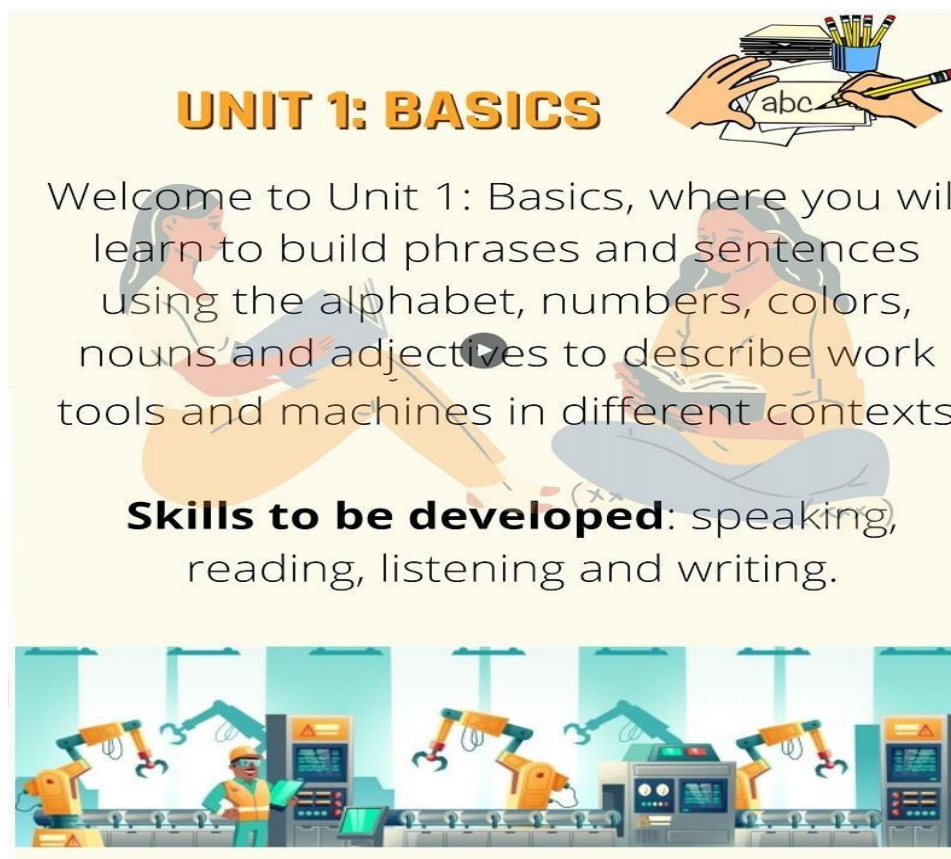 abc
UNIT 1: BASICS
Welcome to Unit 1: Basics, where you wil
learn to build phrases and sentences
using the alphabet, numbers, colors,
nouns and adjectives to describe work
tools and machines in different contexts
Skills to be developed: speaking,
reading, listening and writing.